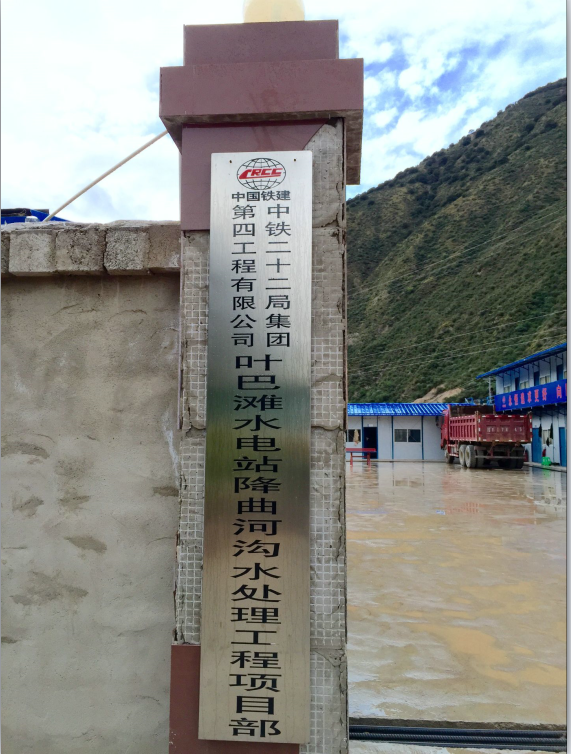 CRCC
中国铁建
中铁二十二局集团
第四工程有限公司
叶巴滩水电站降曲河沟水处理工程项目部